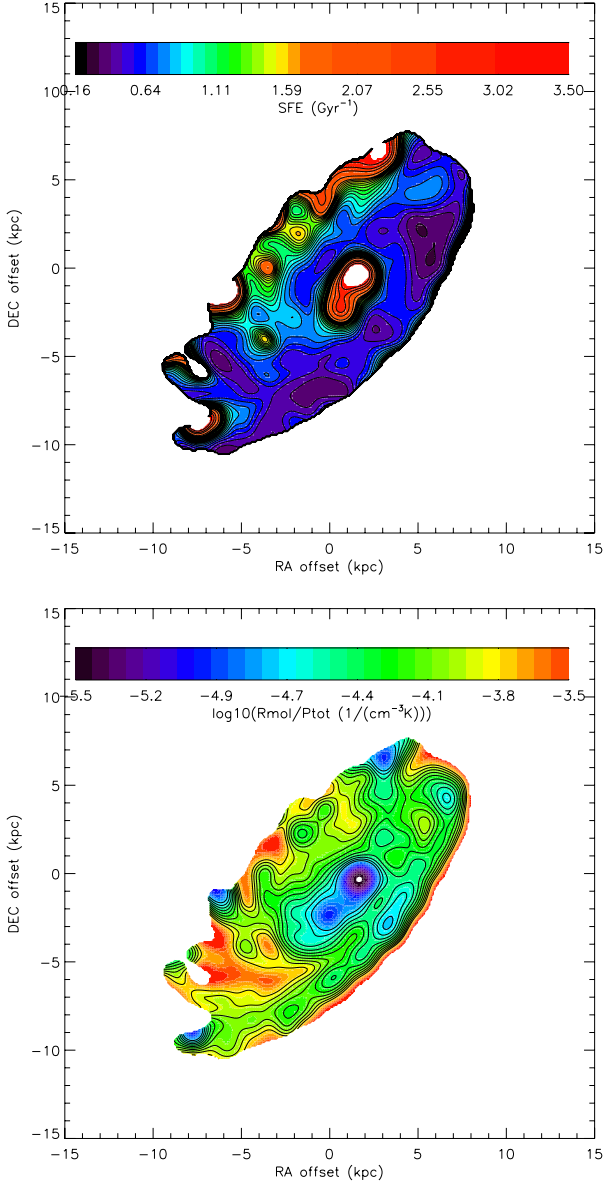 15
0.16 0.64 1.11 1.59 2.07 2.55 3.02 3.50
SFE (Gyr⁻¹)
10
5
0
−5
−10
−15
DEC offset (kpc)
−15 −10 −5 0 5 10 15
RA offset (kpc)
15
−5.5 −5.2 −4.9 −4.7 −4.4 −4.1 −3.8 −3.5
log10(Rmol/Ptot (1/(cm⁻³K)))
10
5
0
−5
−10
−15
DEC offset (kpc)
−15 −10 −5 0 5 10 15
RA offset (kpc)